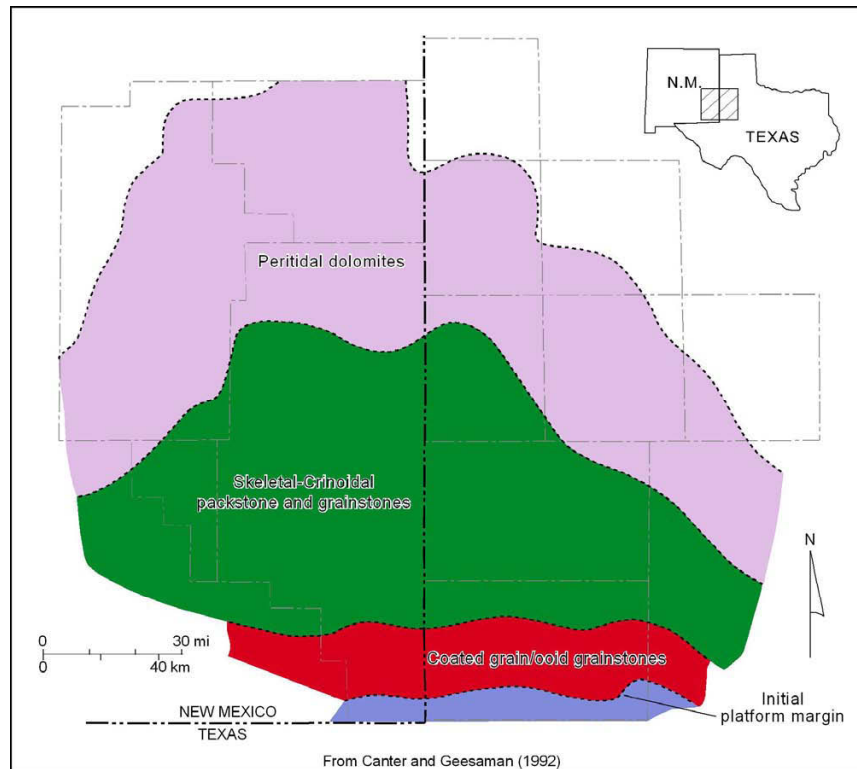 N.M.
TEXAS
Peritidal dolomites
Skeletal-Crinoidal
packstone and grainstones
N
0 30 mi
0 40 km
Coated grain/ooid grainstones
Initial
platform margin
NEW MEXICO
TEXAS
From Canter and Geesaman (1992)